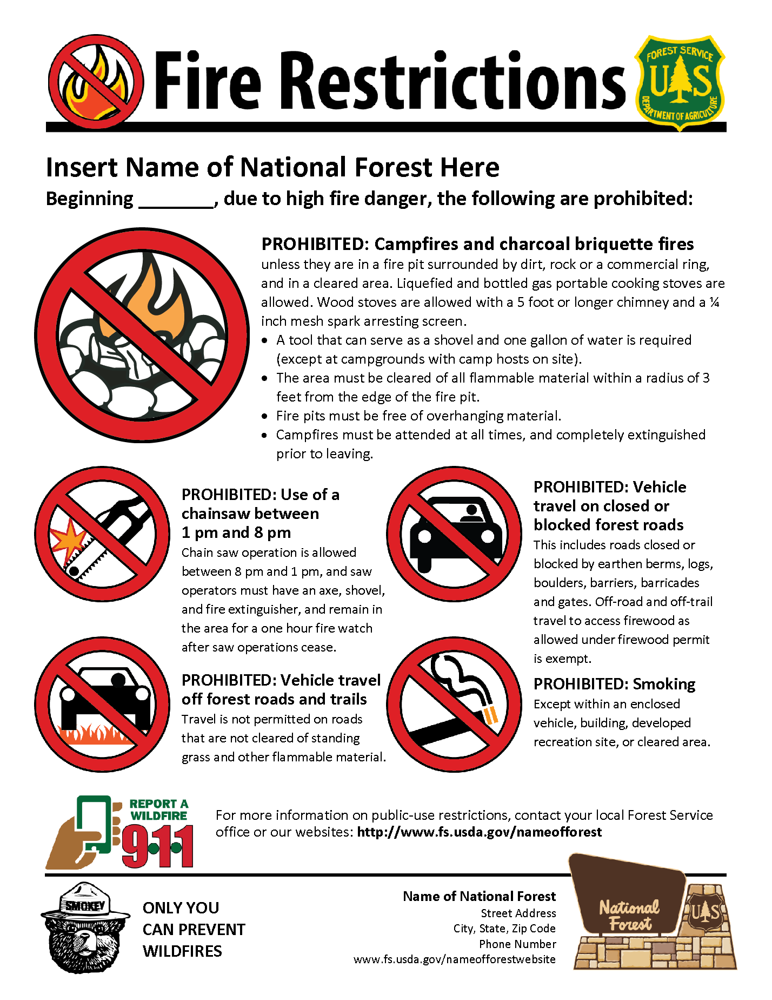 Fire Restrictions
FOREST SERVICE
U S
DEPARTMENT OF AGRICULTURE
Insert Name of National Forest Here
Beginning ________, due to high fire danger, the following are prohibited:
PROHIBITED: Campfires and charcoal briquette fires
unless they are in a fire pit surrounded by dirt, rock or a commercial ring,
and in a cleared area. Liquefied and bottled gas portable cooking stoves are
allowed. Wood stoves are allowed with a 5 foot or longer chimney and a ¼
inch mesh spark arresting screen.
• A tool that can serve as a shovel and one gallon of water is required
(except at campgrounds with camp hosts on site).
• The area must be cleared of all flammable material within a radius of 3
feet from the edge of the fire pit.
• Fire pits must be free of overhanging material.
• Campfires must be attended at all times, and completely extinguished
prior to leaving.
PROHIBITED: Use of a
chainsaw between
1 pm and 8 pm
Chain saw operation is allowed
between 8 pm and 1 pm, and saw
operators must have an axe, shovel,
and fire extinguisher, and remain in
the area for a one hour fire watch
after saw operations cease.
PROHIBITED: Vehicle
travel on closed or
blocked forest roads
This includes roads closed or
blocked by earthen berms, logs,
boulders, barriers, barricades
and gates. Off-road and off-trail
travel to access firewood as
allowed under firewood permit
is exempt.
PROHIBITED: Vehicle travel
off forest roads and trails
Travel is not permitted on roads
that are not cleared of standing
grass and other flammable material.
PROHIBITED: Smoking
Except within an enclosed
vehicle, building, developed
recreation site, or cleared area.
REPORT A
WILDFIRE
9•1•1
For more information on public-use restrictions, contact your local Forest Service
office or our websites: http://www.fs.usda.gov/nameofforest
SMOKEY
ONLY YOU
CAN PREVENT
WILDFIRES
Name of National Forest
Street Address
City, State, Zip Code
Phone Number
www.fs.usda.gov/nameofforestwebsite
National
Forest
U S